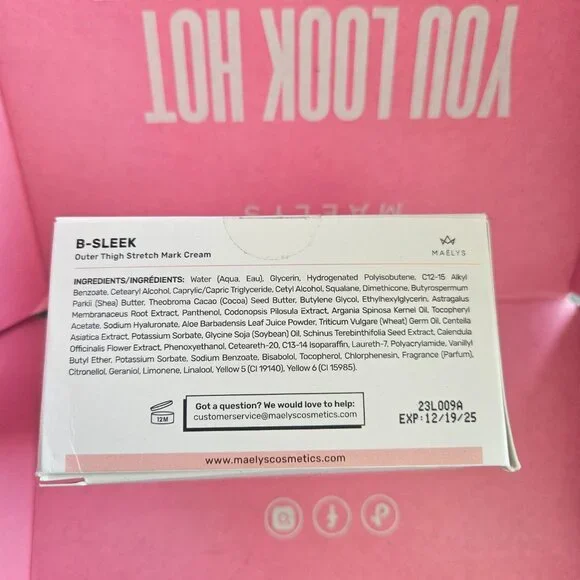 YOU LOOK HOT
MAELYS
B-SLEEK
Outer Thigh Stretch Mark Cream
MAËLYS
INGREDIENTS/INGRÉDIENTS: Water (Aqua, Eau), Glycerin, Hydrogenated Polyisobutene, C12-15 Alkyl
Benzoate, Cetearyl Alcohol, Caprylic/Capric Triglyceride, Cetyl Alcohol, Squalane, Dimethicone, Butyrospermum
Parkii (Shea) Butter, Theobroma Cacao (Cocoa) Seed Butter, Butylene Glycol, Ethylhexylglycerin, Astragalus
Membranaceus Root Extract, Panthenol, Codonopsis Pilosula Extract, Argania Spinosa Kernel Oil, Tocopheryl
Acetate, Sodium Hyaluronate, Aloe Barbadensis Leaf Juice Powder, Triticum Vulgare (Wheat) Germ Oil, Centella
Asiatica Extract, Potassium Sorbate, Glycine Soja (Soybean) Oil, Schinus Terebinthifolia Seed Extract, Calendula
Officinalis Flower Extract, Phenoxyethanol, Ceteareth-20, C13-14 Isoparaffin, Laureth-7, Polyacrylamide, Vanillyl
Butyl Ether, Potassium Sorbate, Sodium Benzoate, Bisabolol, Tocopherol, Chlorphenesin, Fragrance (Parfum),
Citronellol, Geraniol, Limonene, Linalool, Yellow 5 (CI 19140), Yellow 6 (CI 15985).
12M
Got a question? We would love to help:
customerservice@maelyscosmetics.com
23L009A
EXP:12/19/25
www.maelyscosmetics.com